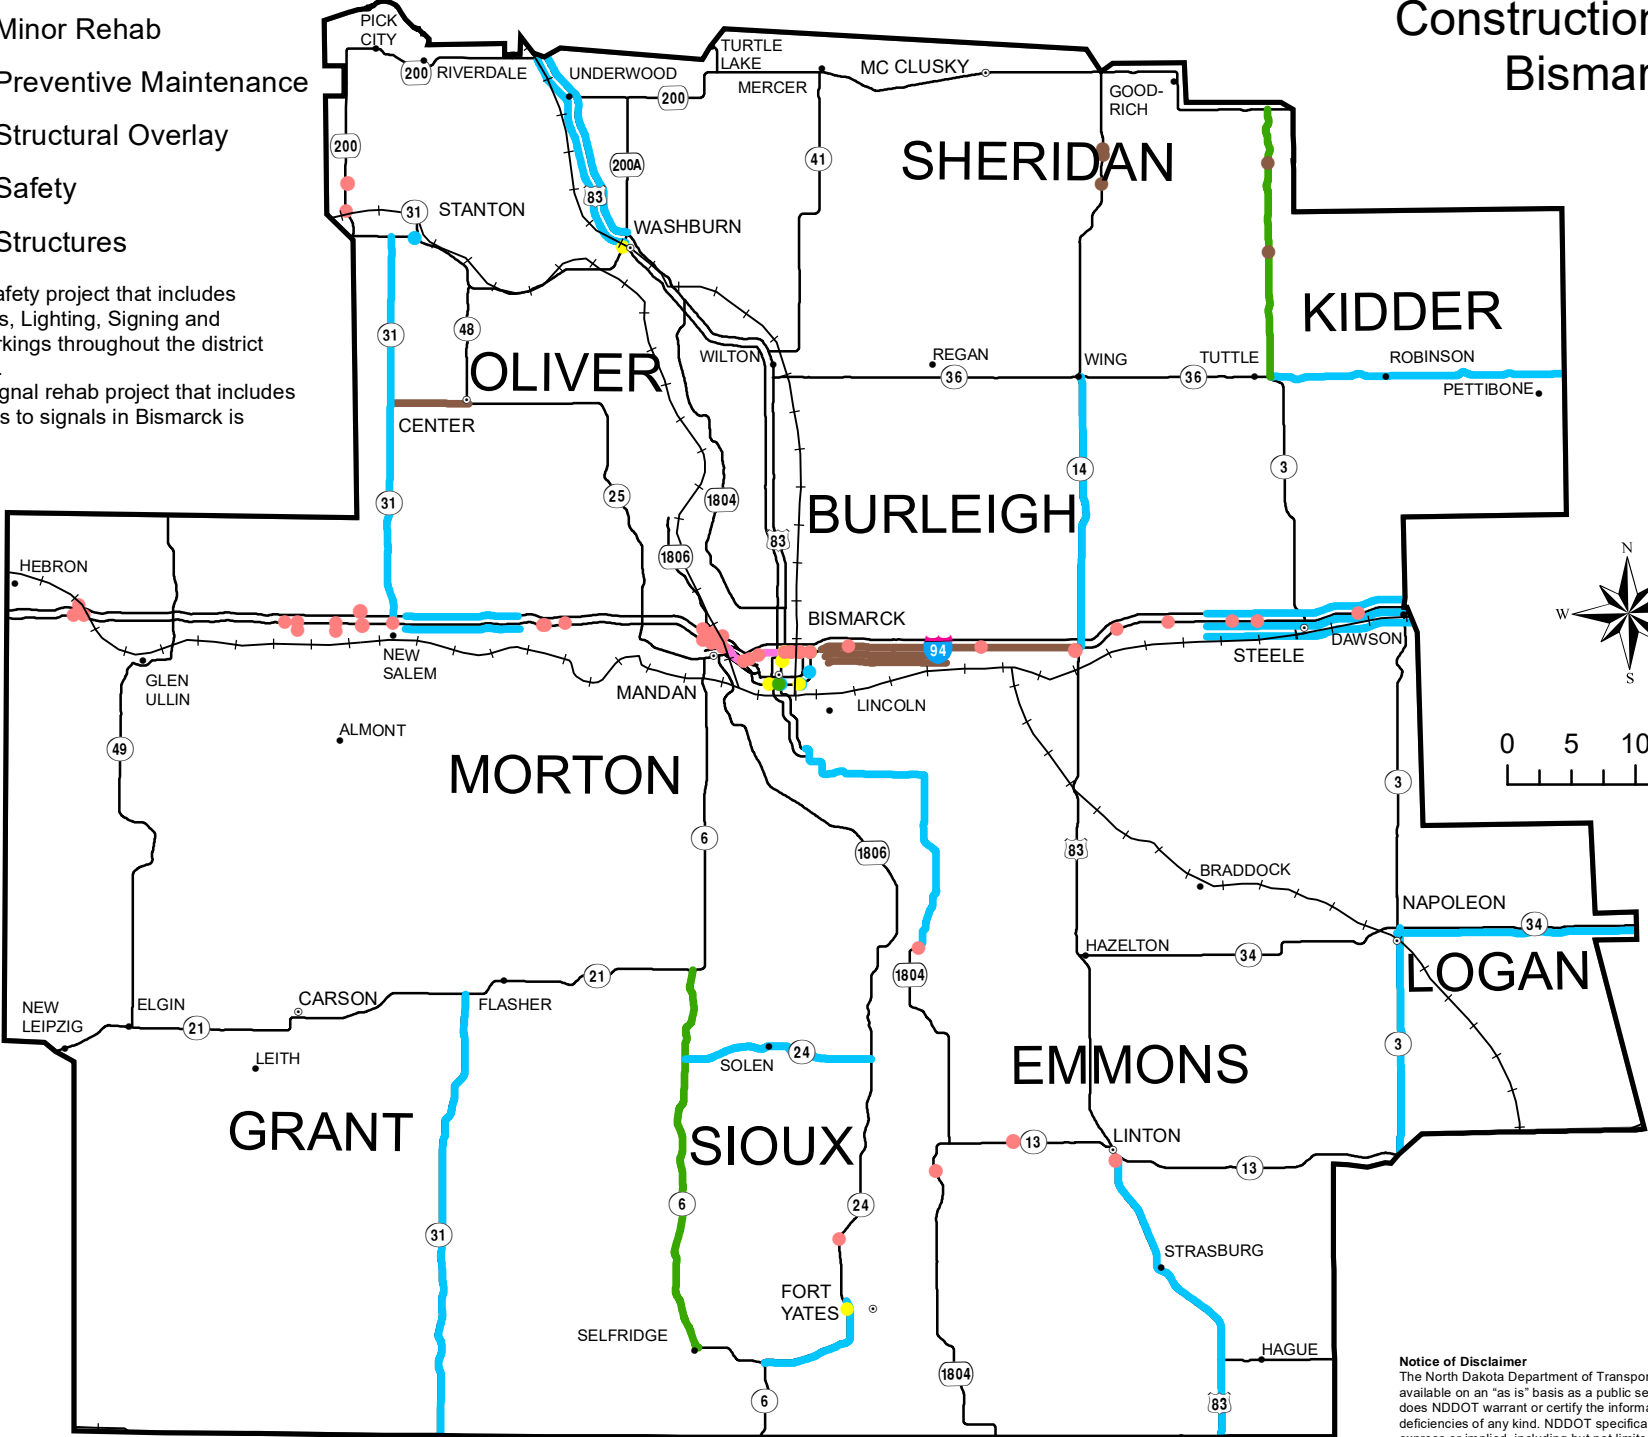 Minor Rehab
Preventive Maintenance
Structural Overlay
Safety
Structures
afety project that includes
s, Lighting, Signing and
rkings throughout the district
.
gnal rehab project that includes
s to signals in Bismarck is
Construction
Bismar
PICK
CITY
200
RIVERDALE
UNDERWOOD
TURTLE
LAKE
MERCER
MC CLUSKY
GOOD-
RICH
200
200
200A
41
SHERIDAN
83
31
STANTON
WASHBURN
KIDDER
31
48
OLIVER
WILTON
REGAN
36
WING
36
TUTTLE
ROBINSON
PETTIBONE
CENTER
14
3
31
25
1804
BURLEIGH
83
1806
HEBRON
N
W
S
BISMARCK
94
DAWSON
STEELE
NEW
SALEM
GLEN
ULLIN
MANDAN
LINCOLN
ALMONT
49
MORTON
0 5 10
3
6
1806
83
BRADDOCK
NAPOLEON
34
HAZELTON
34
LOGAN
1804
21
CARSON
FLASHER
ELGIN
NEW
LEIPZIG
21
LEITH
SOLEN
24
EMMONS
3
GRANT
SIOUX
13
LINTON
13
6
24
31
STRASBURG
FORT
YATES
SELFRIDGE
HAGUE
1804
6
83
Notice of Disclaimer
The North Dakota Department of Transpor
available on an “as is” basis as a public se
does NDDOT warrant or certify the informa
deficiencies of any kind. NDDOT specifica